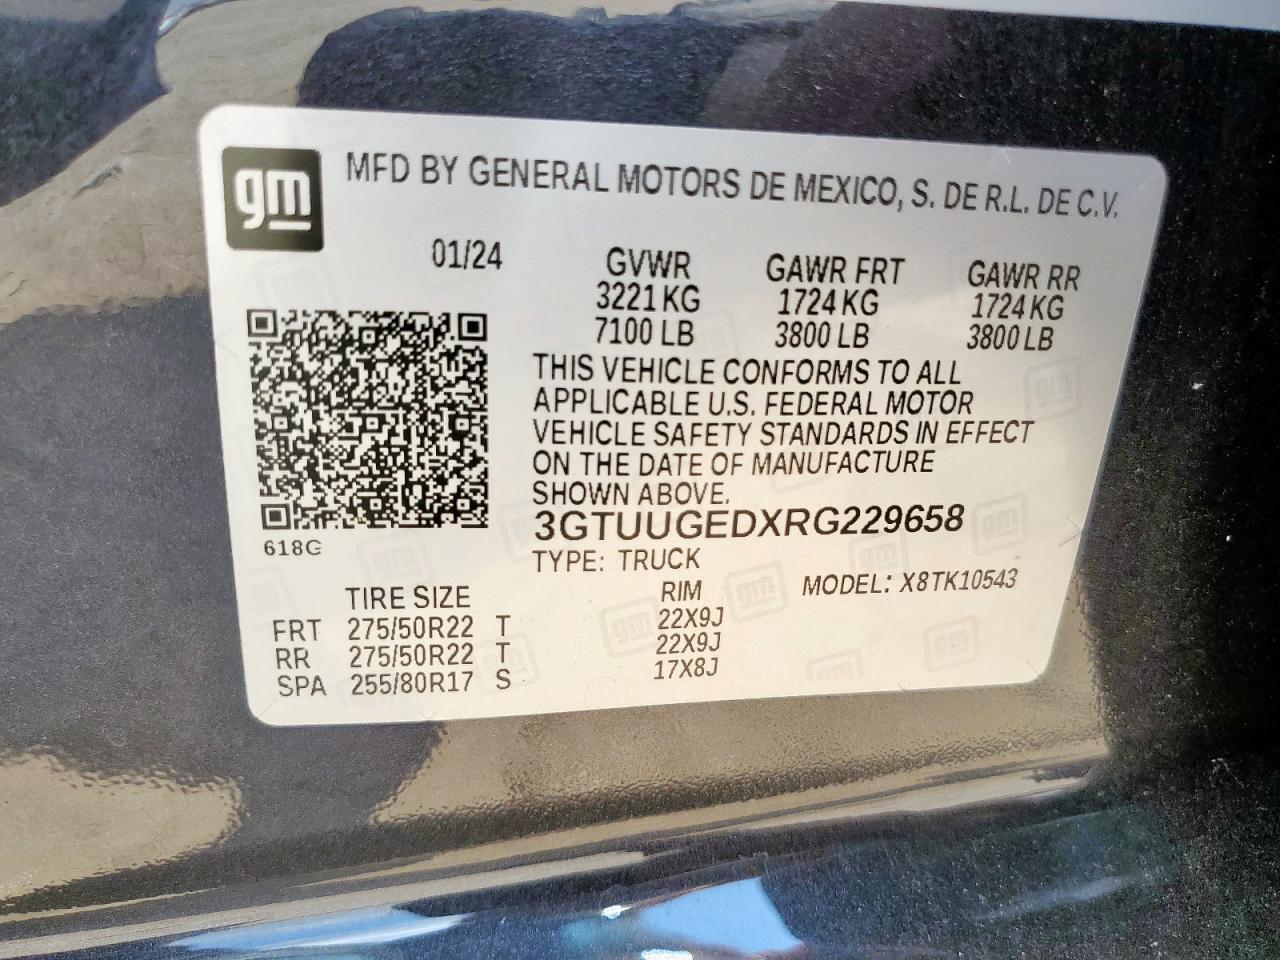 gm
MFD BY GENERAL MOTORS DE MEXICO, S. DE R.L. DE C.V.
01/24
GVWR GAWR FRT GAWR RR
3221 KG 1724 KG 1724 KG
7100 LB 3800 LB 3800 LB
THIS VEHICLE CONFORMS TO ALL
APPLICABLE U.S. FEDERAL MOTOR
VEHICLE SAFETY STANDARDS IN EFFECT
ON THE DATE OF MANUFACTURE
SHOWN ABOVE.
3GTUUGEDXRG229658
618G
TYPE: TRUCK
MODEL: X8TK10543
TIRE SIZE RIM
FRT 275/50R22 T 22X9J
RR 275/50R22 T 22X9J
SPA 255/80R17 S 17X8J